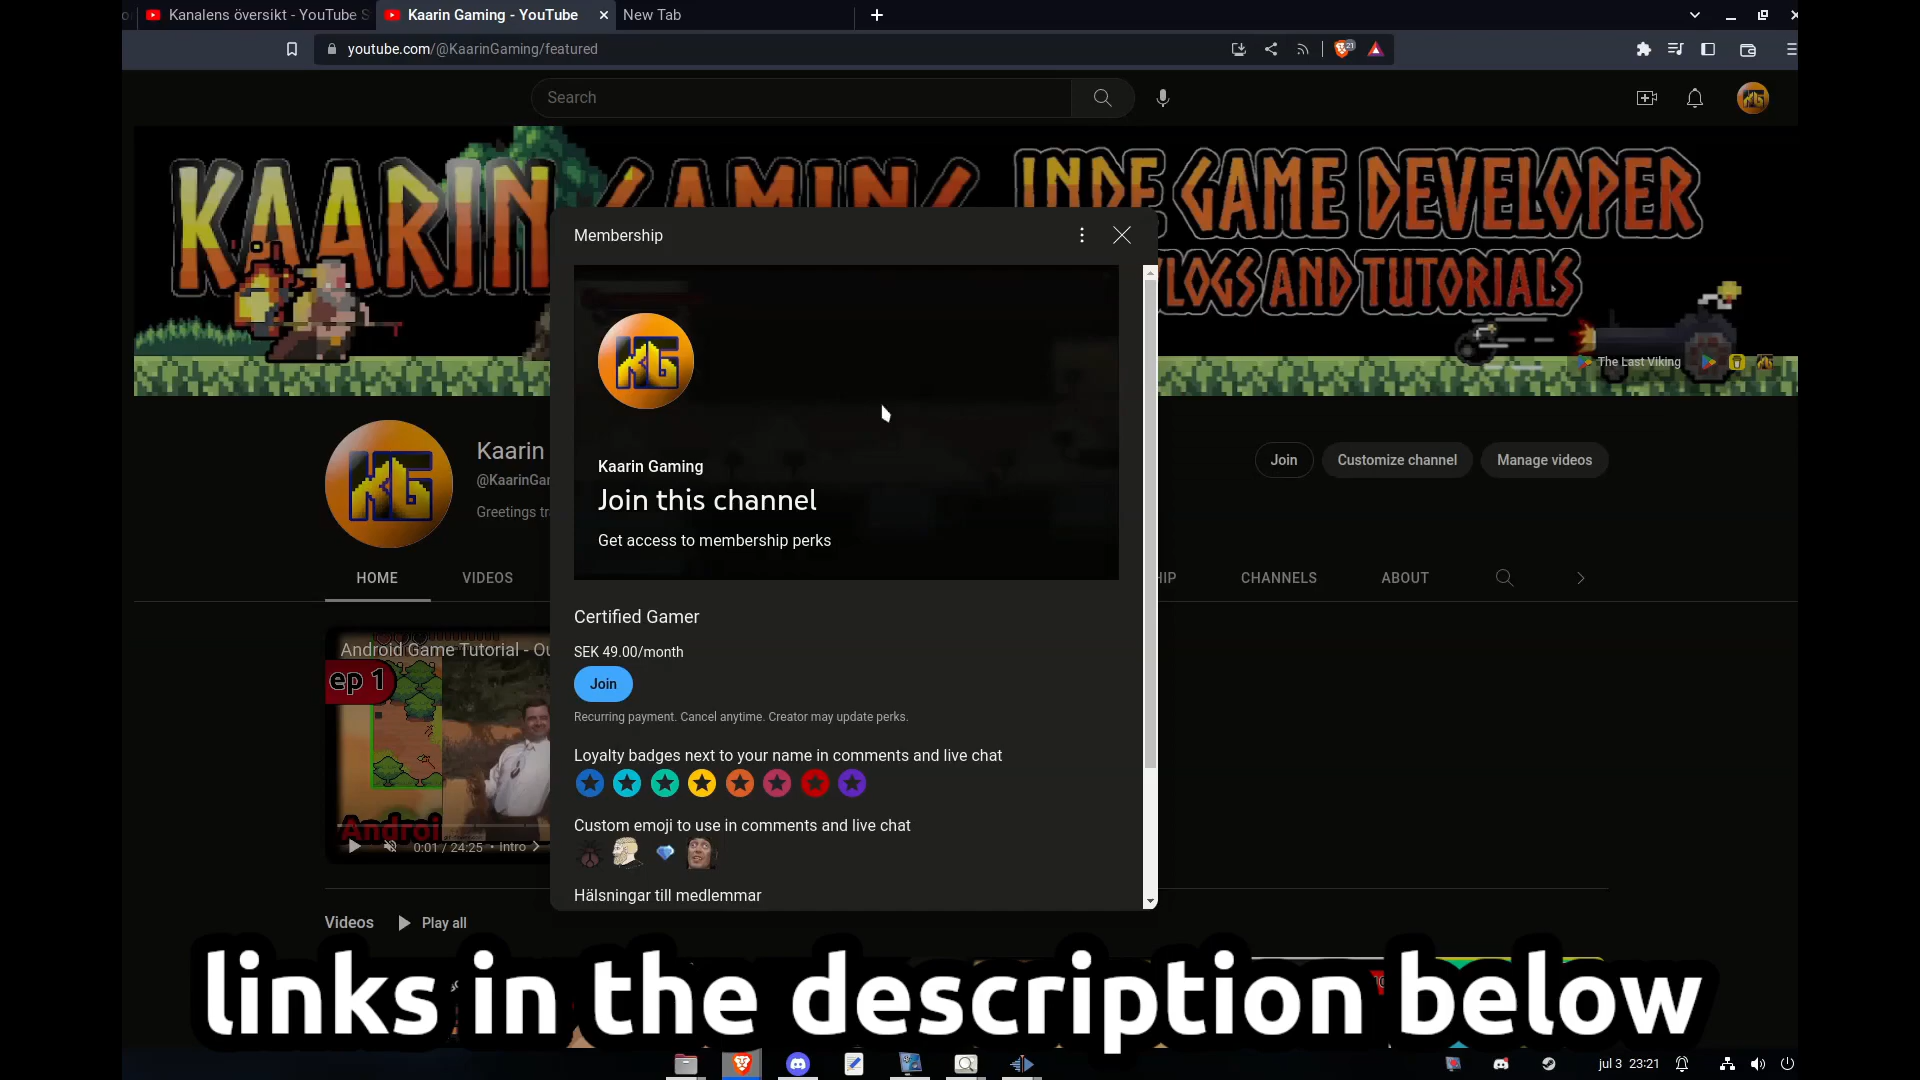 Kanalens översikt - YouTube S
Kaarin Gaming - YouTube
New Tab
youtube.com/@KaarinGaming/featured
21
Search
KAARIN GAMING
INDE GAME DEVELOPER
LOGS AND TUTORIALS
The Last Viking
Membership
KG
Kaarin Gaming
Join this channel
Get access to membership perks
KG
Kaarin
@KaarinGar
Greetings tr
Join
Customize channel
Manage videos
HOME
VIDEOS
HIP
CHANNELS
ABOUT
Certified Gamer
SEK 49.00/month
Join
Recurring payment. Cancel anytime. Creator may update perks.
Loyalty badges next to your name in comments and live chat
Custom emoji to use in comments and live chat
Hälsningar till medlemmar
Android Game Tutorial - Ou
ep 1
Androi
0:01 / 24:25 • Intro
Videos
Play all
links in the description below
jul 3 23:21